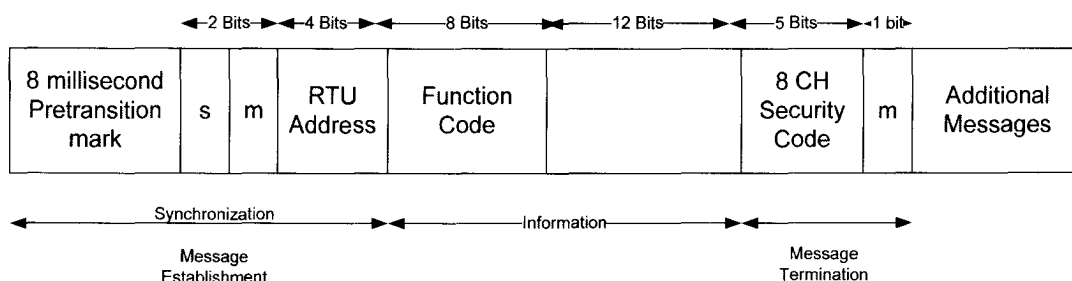 2 Bits
4 Bits
8 Bits
12 Bits
5 Bits
1 bit
8 millisecond
Pretransition
mark
s
m
RTU
Address
Function
Code
8 CH
Security
Code
m
Additional
Messages
Synchronization
Information
Message
Establishment
Message
Termination